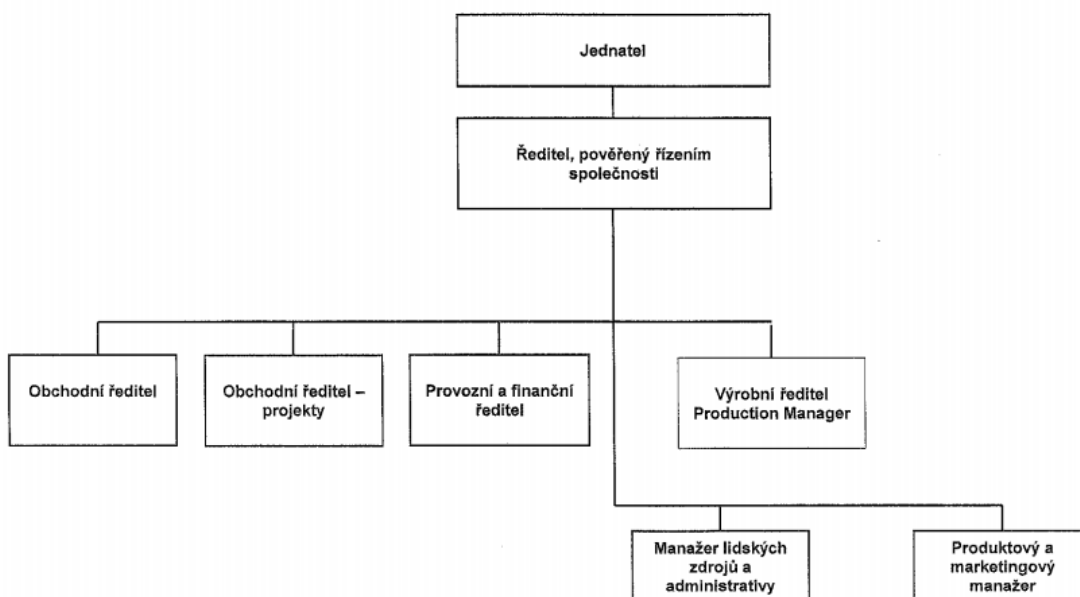 Jednatel
Ředitel, pověřený řízením
společnosti
Obchodní ředitel
Obchodní ředitel –
projekty
Provozní a finanční
ředitel
Výrobní ředitel
Production Manager
Manažer lidských
zdrojů a
administrativy
Produktový a
marketingový
manažer